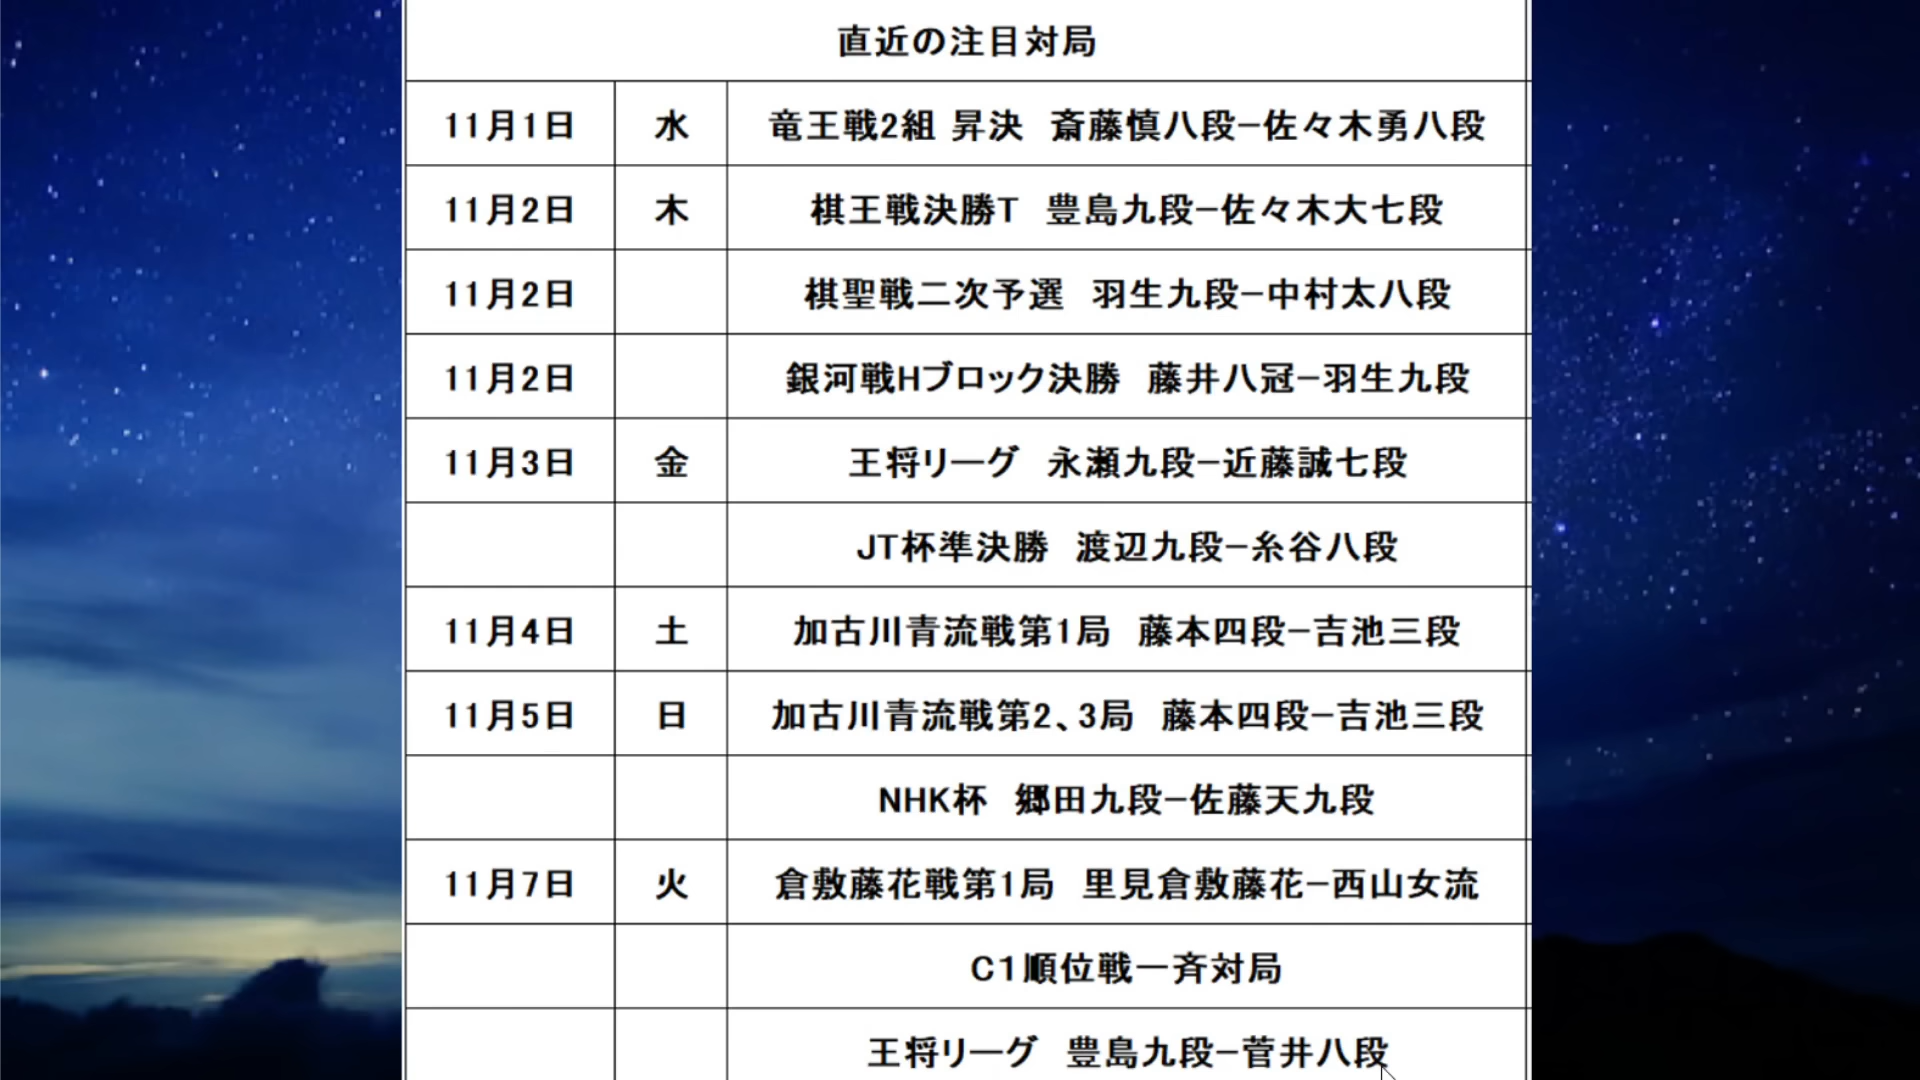 直近の注目対局
11月1日 水 竜王戦2組 昇決 斎藤慎八段−佐々木勇八段
11月2日 木 棋王戦決勝T 豊島九段−佐々木大七段
11月2日 棋聖戦二次予選 羽生九段−中村太八段
11月2日 銀河戦Hブロック決勝 藤井八冠−羽生九段
11月3日 金 王将リーグ 永瀬九段−近藤誠七段
JT杯準決勝 渡辺九段−糸谷八段
11月4日 土 加古川青流戦第1局 藤本四段−吉池三段
11月5日 日 加古川青流戦第2、3局 藤本四段−吉池三段
NHK杯 郷田九段−佐藤天九段
11月7日 火 倉敷藤花戦第1局 里見倉敷藤花−西山女流
C1順位戦一斉対局
王将リーグ 豊島九段−菅井八段